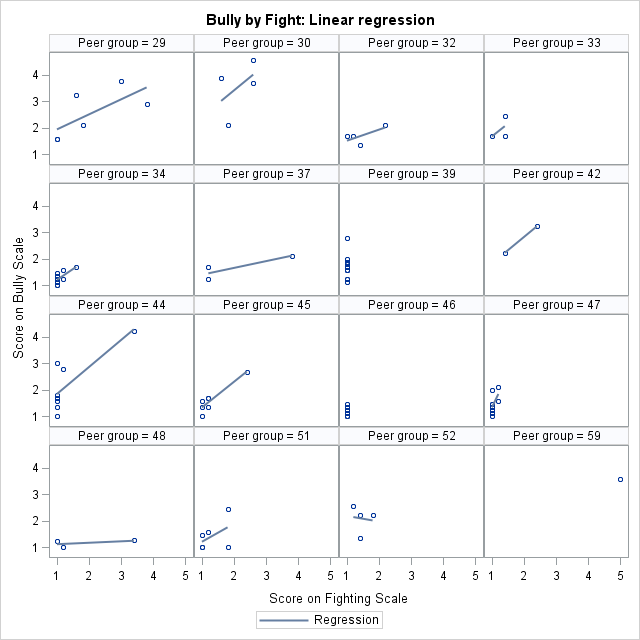 Bully by Fight: Linear regression
Peer group = 29 Peer group = 30 Peer group = 32 Peer group = 33
4
3
2
1
Peer group = 34 Peer group = 37 Peer group = 39 Peer group = 42
4
3
2
1
Score on Bully Scale
Peer group = 44 Peer group = 45 Peer group = 46 Peer group = 47
4
3
2
1
Peer group = 48 Peer group = 51 Peer group = 52 Peer group = 59
4
3
2
1
1 2 3 4 5 1 2 3 4 5 1 2 3 4 5 1 2 3 4 5
Score on Fighting Scale
Regression